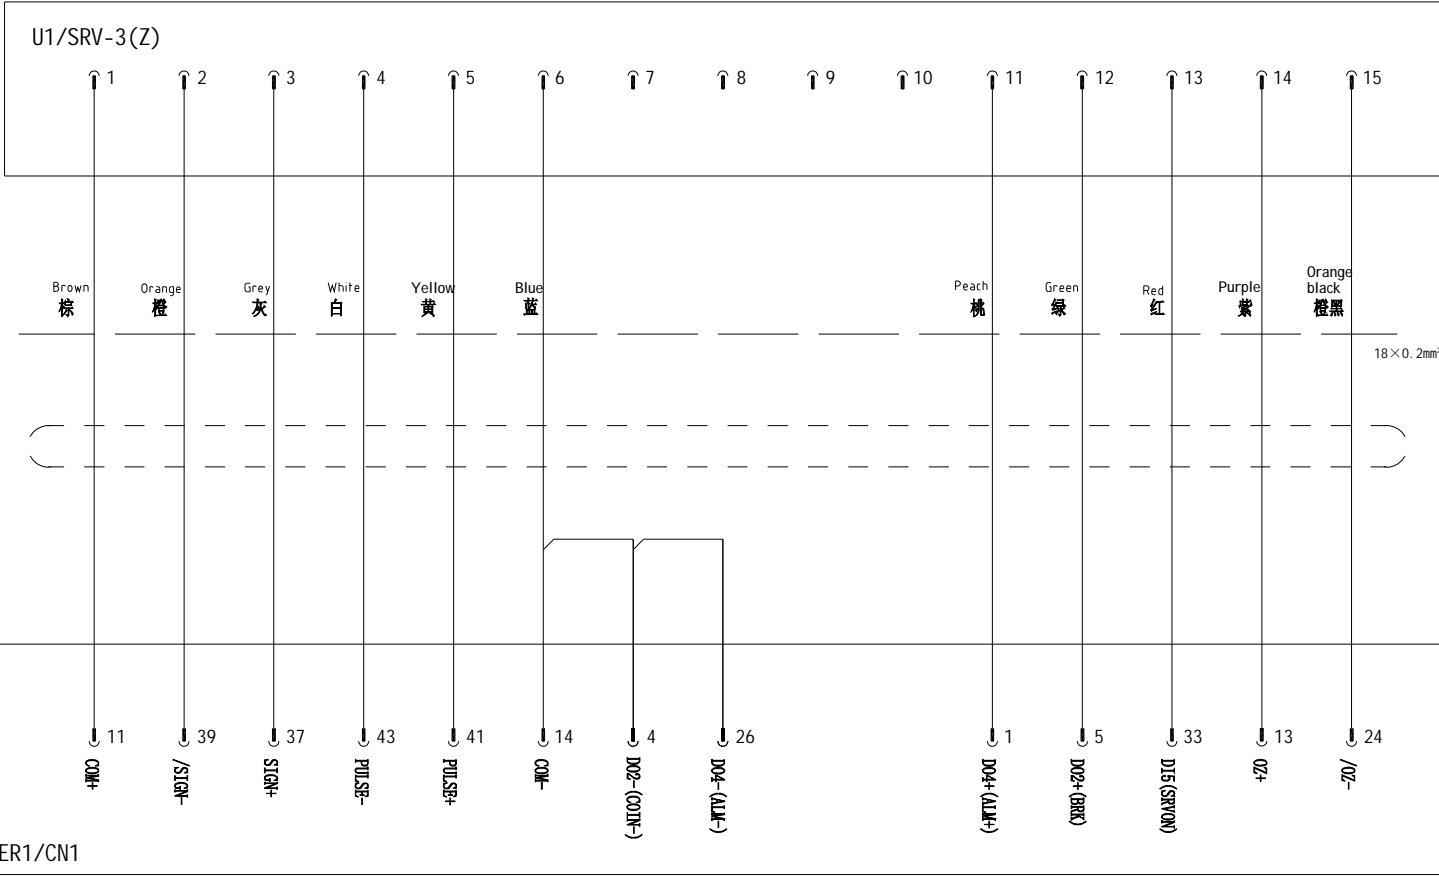 U1/SRV-3(Z)
1 2 3 4 5 6 7 8 9 10 11 12 13 14 15
Brown Orange Grey White Yellow Blue Peach Green Red Purple Orange black
棕 橙 灰 白 黄 蓝 桃 绿 红 紫 橙黑
18×0.2mm²
11 39 37 43 41 14 4 26 1 5 33 13 24
COM+ /SIGN- SIGN+ PULSE- PULSE+ COM- DO2-(COIN-) DO4-(ALM-) DO4+(ALM+) DO2+(BRK) DI5(SRVON) OZ+ /OZ-
ER1/CN1